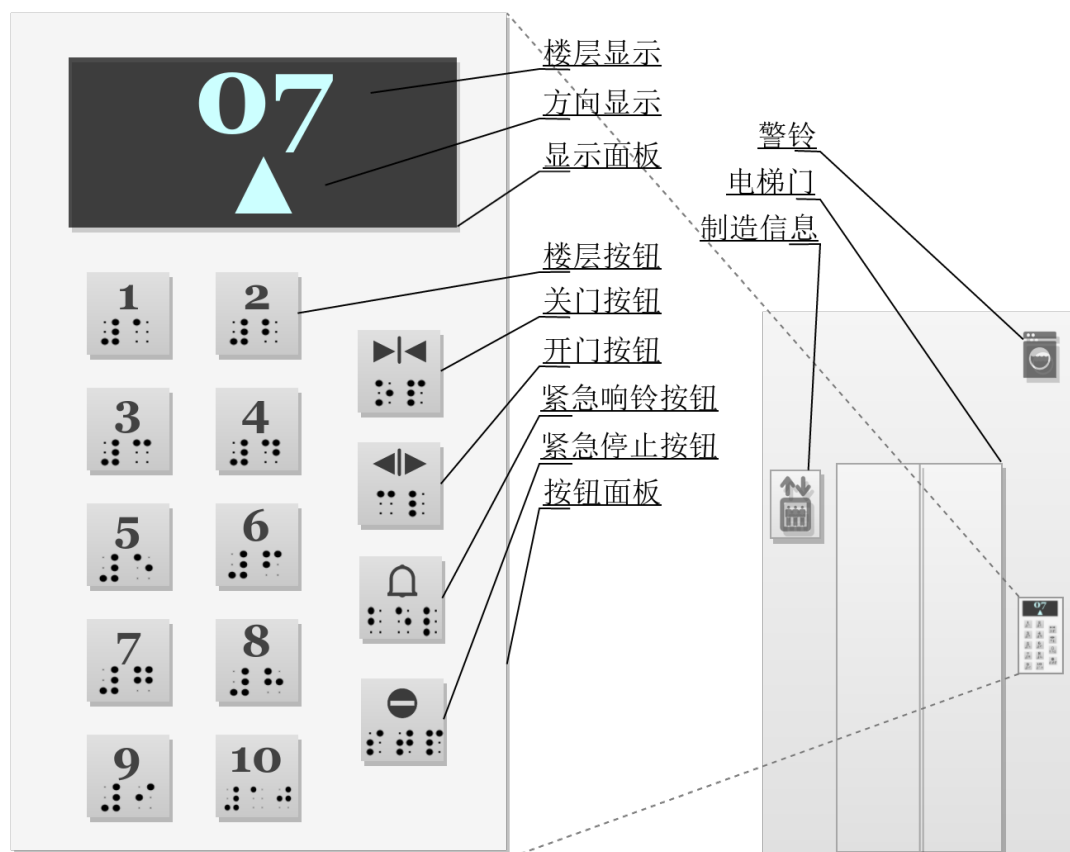 07
楼层显示
方向显示
显示面板
警铃
电梯门
制造信息
楼层按钮
关门按钮
开门按钮
紧急响铃按钮
紧急停止按钮
按钮面板
1 2
3 4
5 6
7 8
9 10
07